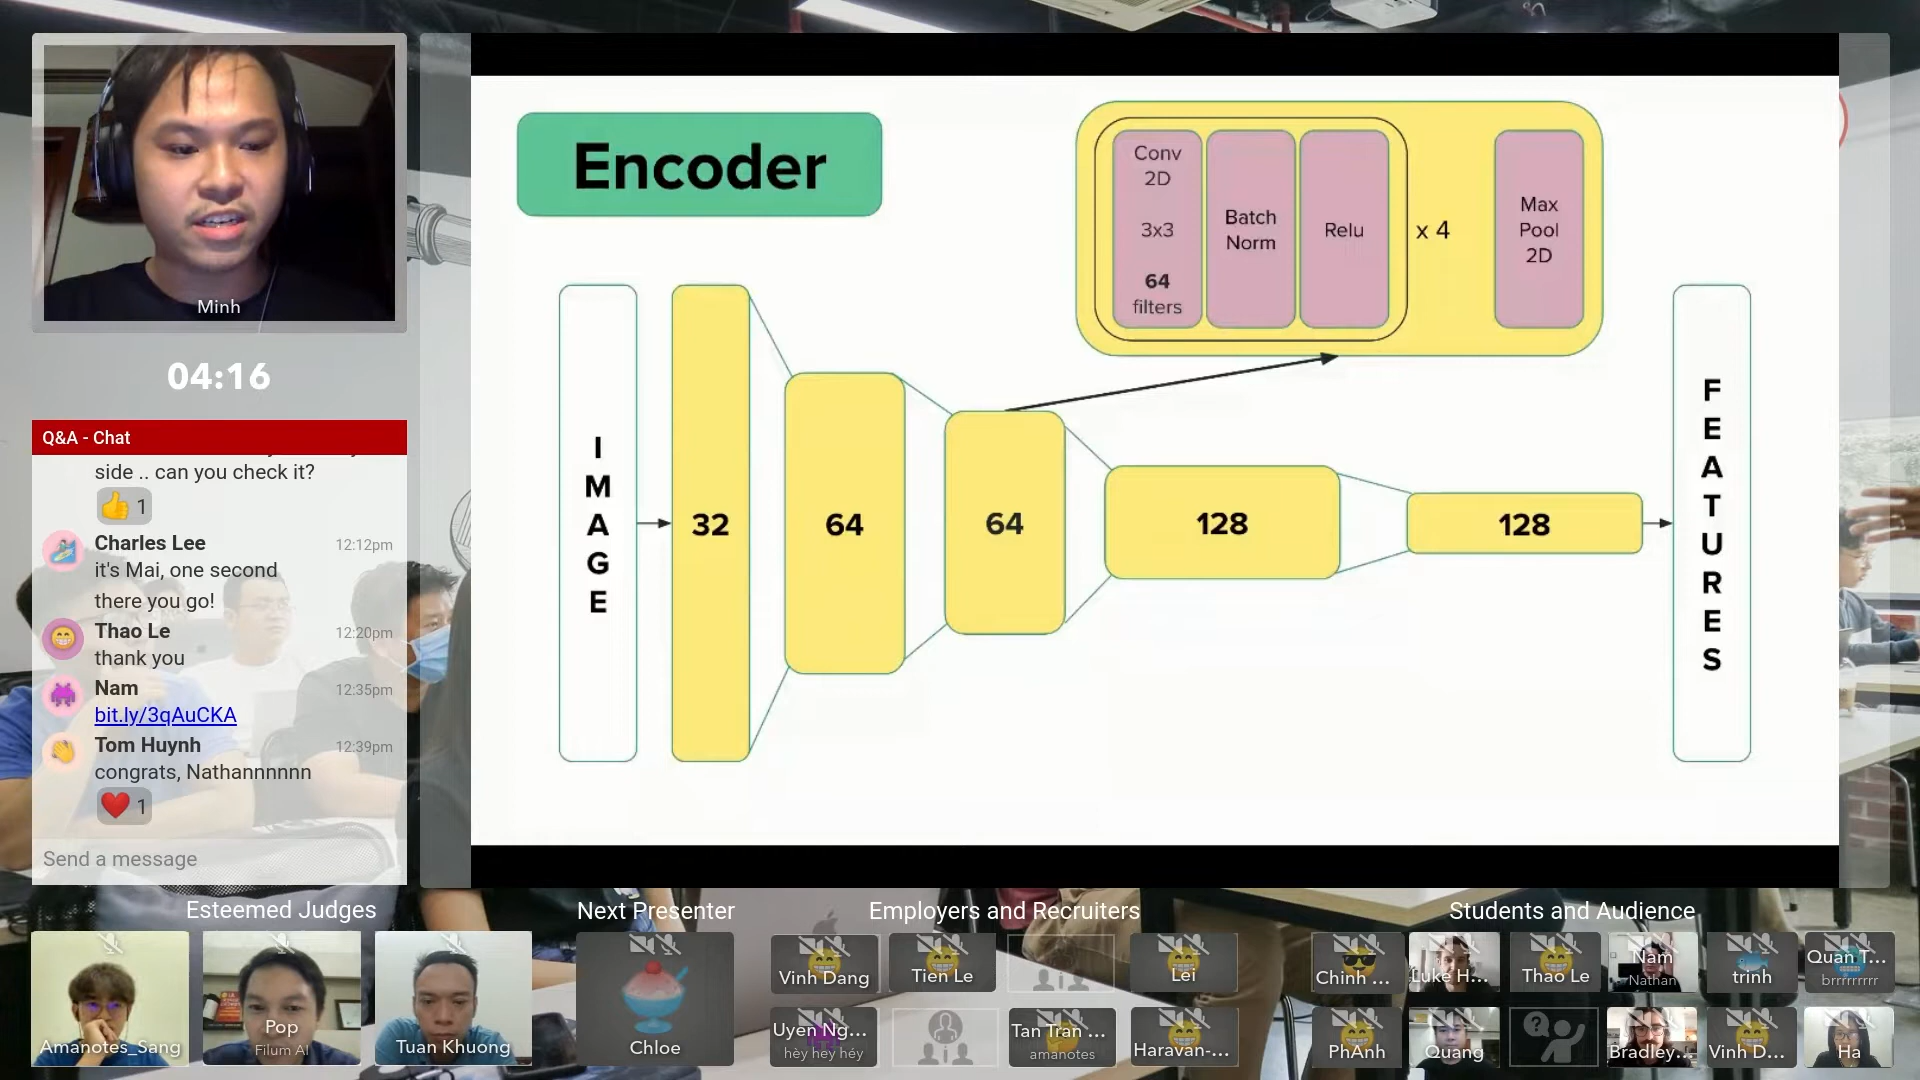 Minh
04:16
Q&A - Chat
side .. can you check it?
1
Charles Lee
12:12pm
it's Mai, one second
there you go!
Thao Le
12:20pm
thank you
Nam
12:35pm
bit.ly/3qAuCKA
Tom Huynh
12:39pm
congrats, Nathannnnnn
1
Send a message
Encoder
Conv
2D
3x3
64
filters
Batch
Norm
Relu
x 4
Max
Pool
2D
IMAGE
32
64
64
128
128
FEATURES
Esteemed Judges
Amanotes_Sang
Pop
Filum AI
Tuan Khuong
Next Presenter
Chloe
Employers and Recruiters
Vinh Dang
Tien Le
Lei
Uyen Ng...
hèy hey héy
Tan Tran ...
amanotes
Haravan-...
Students and Audience
Chinh ...
Luke H...
Thao Le
Nam
Nathan
trinh
Quan T...
brrrrrrrrr
PhAnh
Quang
Bradley...
Vinh D...
Ha